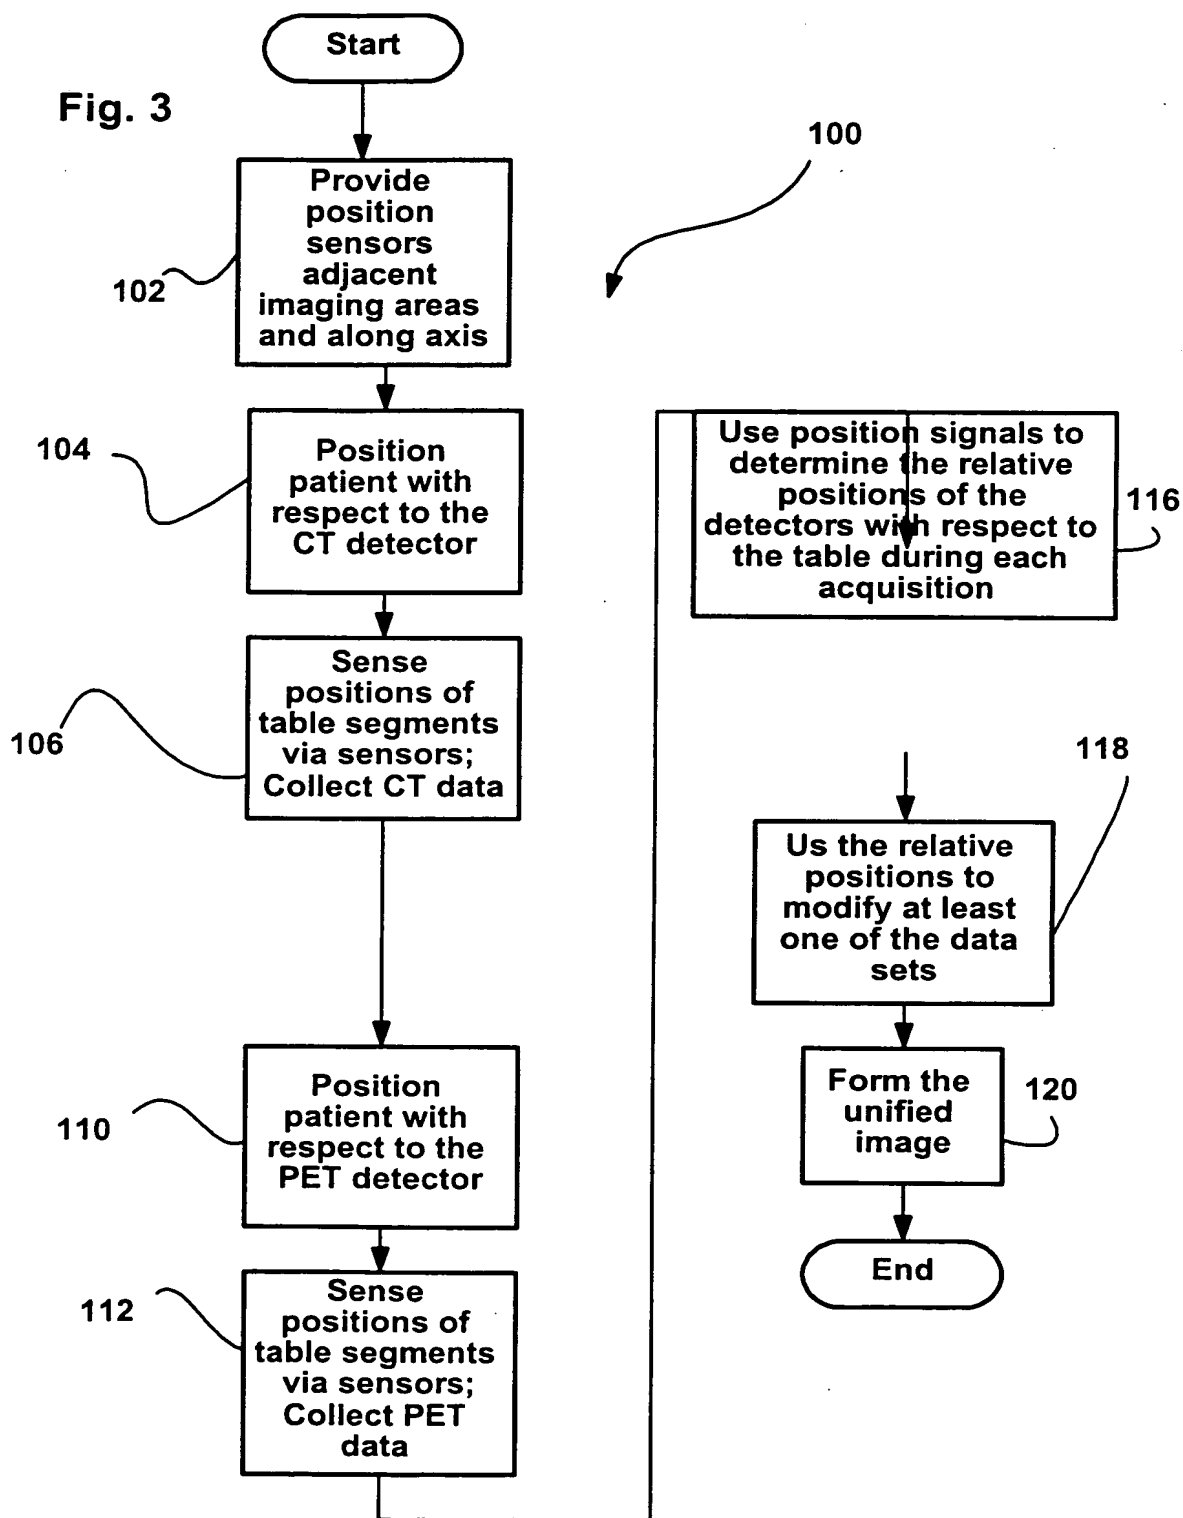 Start
Fig. 3
100
Provide
position
sensors
adjacent
imaging areas
and along axis
102
Position
patient with
respect to the
CT detector
104
Sense
positions of
table segments
via sensors;
Collect CT data
106
Position
patient with
respect to the
PET detector
110
Sense
positions of
table segments
via sensors;
Collect PET
data
112
Use position signals to
determine the relative
positions of the
detectors with respect to
the table during each
acquisition
116
Us the relative
positions to
modify at least
one of the data
sets
118
Form the
unified
image
120
End